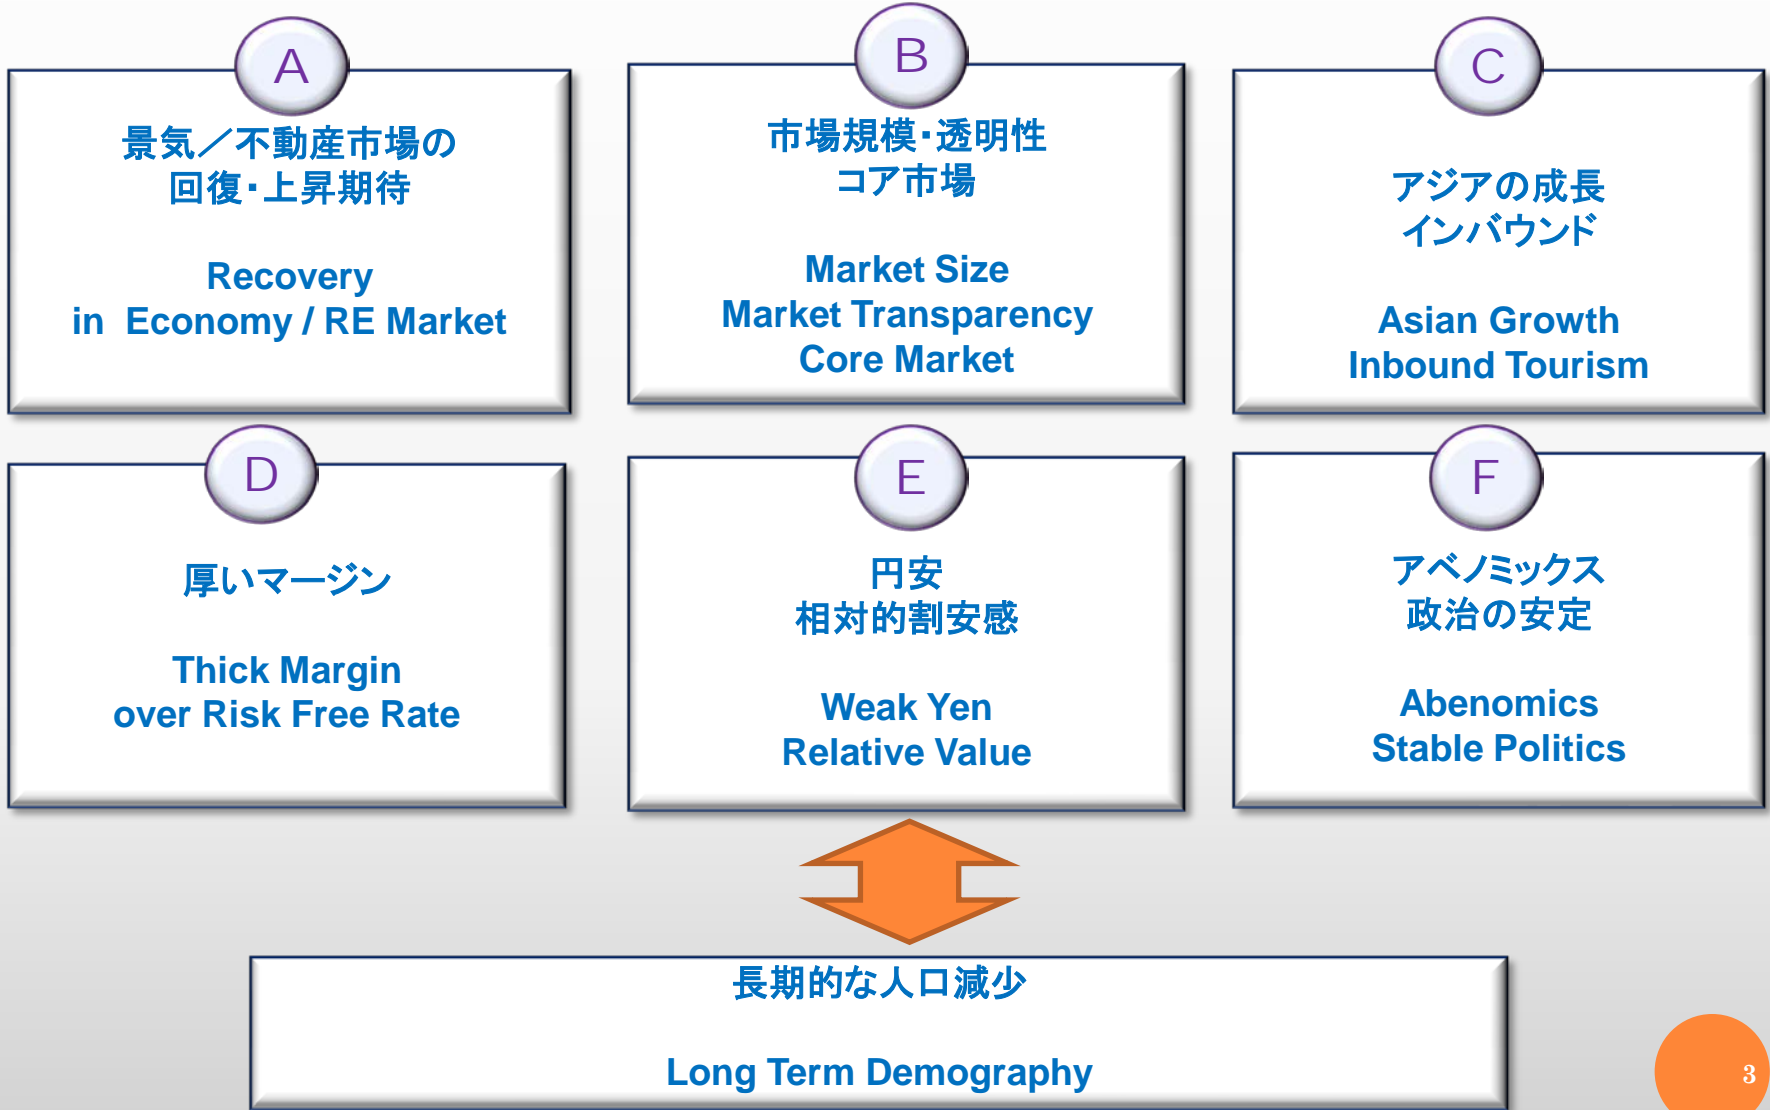 A
景気／不動産市場の
回復・上昇期待
Recovery
in Economy / RE Market
B
市場規模・透明性
コア市場
Market Size
Market Transparency
Core Market
C
アジアの成長
インバウンド
Asian Growth
Inbound Tourism
D
厚いマージン
Thick Margin
over Risk Free Rate
E
円安
相対的割安感
Weak Yen
Relative Value
F
アベノミックス
政治の安定
Abenomics
Stable Politics
長期的な人口減少
Long Term Demography
3